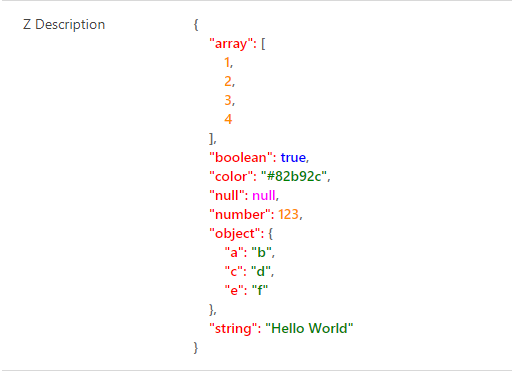 Z Description {
"array": [
1,
2,
3,
4
],
"boolean": true,
"color": "#82b92c",
"null": null,
"number": 123,
"object": {
"a": "b",
"c": "d",
"e": "f"
},
"string": "Hello World"
}